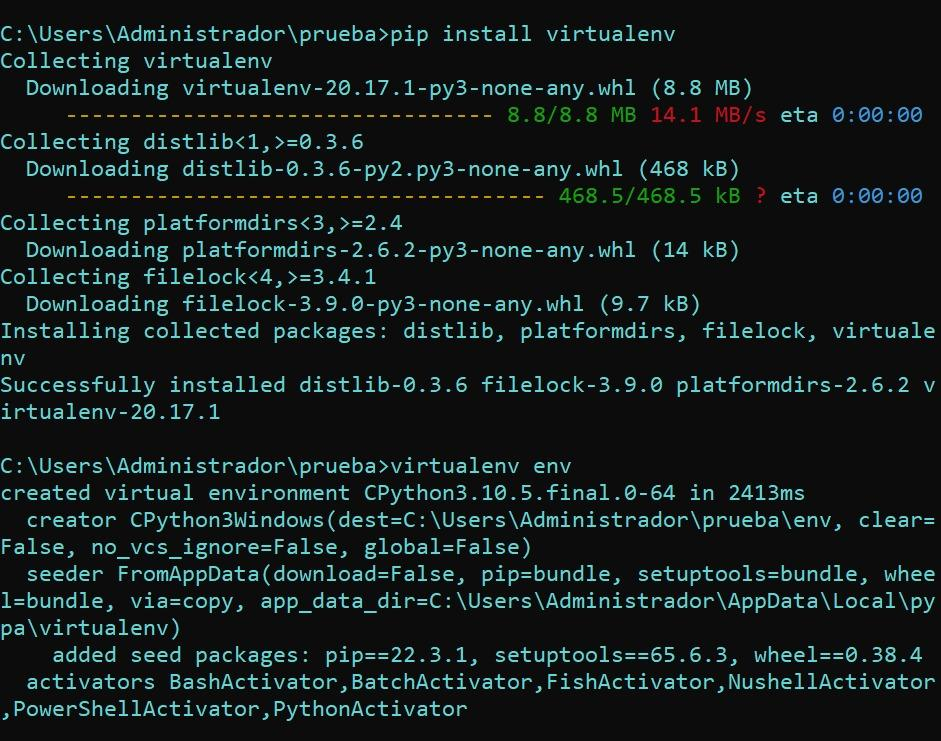 C:\Users\Administrador\prueba>pip install virtualenv
Collecting virtualenv
  Downloading virtualenv-20.17.1-py3-none-any.whl (8.8 MB)
     --------------------------------- 8.8/8.8 MB 14.1 MB/s eta 0:00:00
Collecting distlib<1,>=0.3.6
  Downloading distlib-0.3.6-py2.py3-none-any.whl (468 kB)
     ------------------------------------- 468.5/468.5 kB ? eta 0:00:00
Collecting platformdirs<3,>=2.4
  Downloading platformdirs-2.6.2-py3-none-any.whl (14 kB)
Collecting filelock<4,>=3.4.1
  Downloading filelock-3.9.0-py3-none-any.whl (9.7 kB)
Installing collected packages: distlib, platformdirs, filelock, virtuale
nv
Successfully installed distlib-0.3.6 filelock-3.9.0 platformdirs-2.6.2 v
irtualenv-20.17.1
C:\Users\Administrador\prueba>virtualenv env
created virtual environment CPython3.10.5.final.0-64 in 2413ms
  creator CPython3Windows(dest=C:\Users\Administrador\prueba\env, clear=
False, no_vcs_ignore=False, global=False)
  seeder FromAppData(download=False, pip=bundle, setuptools=bundle, whee
l=bundle, via=copy, app_data_dir=C:\Users\Administrador\AppData\Local\py
pa\virtualenv)
    added seed packages: pip==22.3.1, setuptools==65.6.3, wheel==0.38.4
  activators BashActivator,BatchActivator,FishActivator,NushellActivator
,PowerShellActivator,PythonActivator